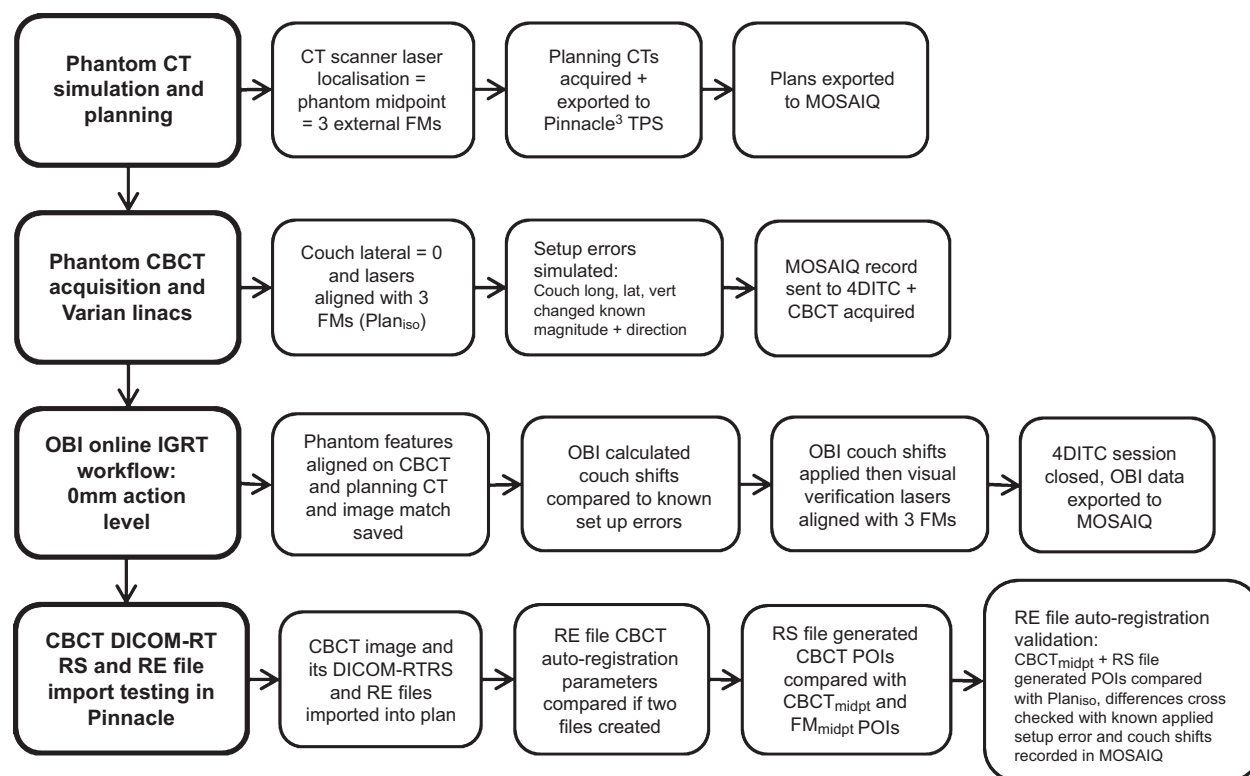 Phantom CT
simulation and
planning
CT scanner laser
localisation =
phantom midpoint
= 3 external FMs
Planning CTs
acquired +
exported to
Pinnacle³ TPS
Plans exported
to MOSAIQ
Phantom CBCT
acquisition and
Varian linacs
Couch lateral = 0
and lasers
aligned with 3
FMs (Planiso)
Setup errors
simulated:
Couch long, lat, vert
changed known
magnitude + direction
MOSAIQ record
sent to 4DITC +
CBCT acquired
OBI online IGRT
workflow:
0mm action
level
Phantom features
aligned on CBCT
and planning CT
and image match
saved
OBI calculated
couch shifts
compared to known
set up errors
OBI couch shifts
applied then visual
verification lasers
aligned with 3 FMs
4DITC session
closed, OBI data
exported to
MOSAIQ
CBCT DICOM-RT
RS and RE file
import testing in
Pinnacle
CBCT image and
its DICOM-RTRS
and RE files
imported into plan
RE file CBCT
auto-registration
parameters
compared if two
files created
RS file generated
CBCT POIs
compared with
CBCTmidpt and
FMmidpt POIs
RE file auto-registration
validation:
CBCTmidpt + RS file
generated POIs compared
with Planiso, differences cross
checked with known applied
setup error and couch shifts
recorded in MOSAIQ